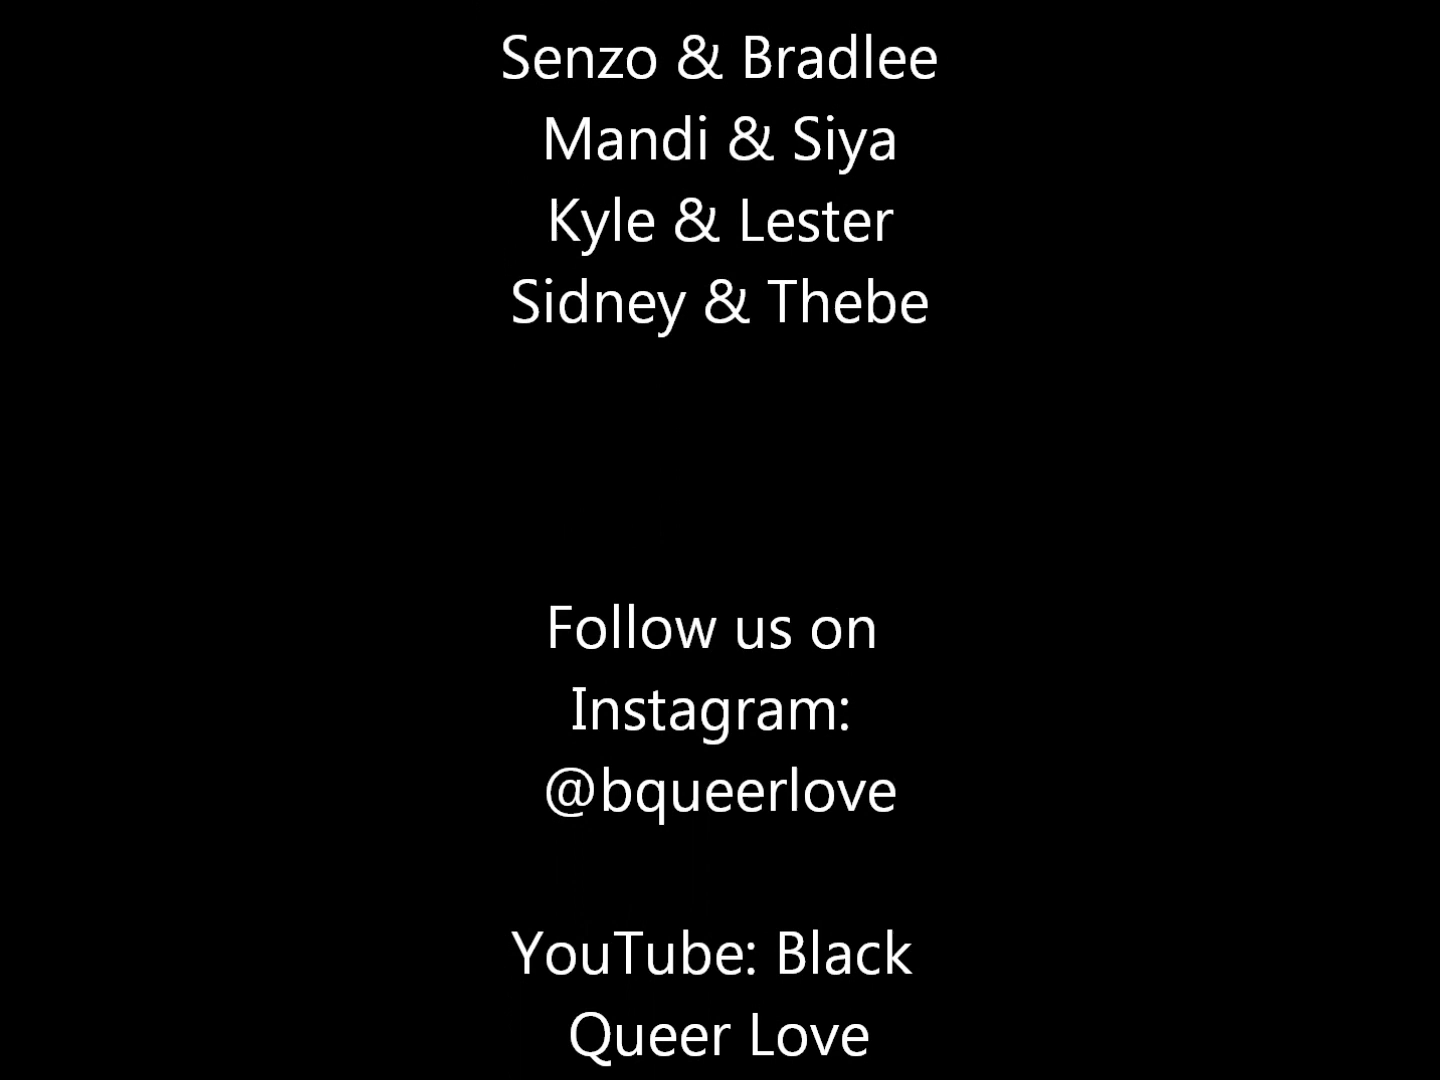 Senzo & Bradlee
Mandi & Siya
Kyle & Lester
Sidney & Thebe
Follow us on
Instagram:
@bqueerlove
YouTube: Black
Queer Love